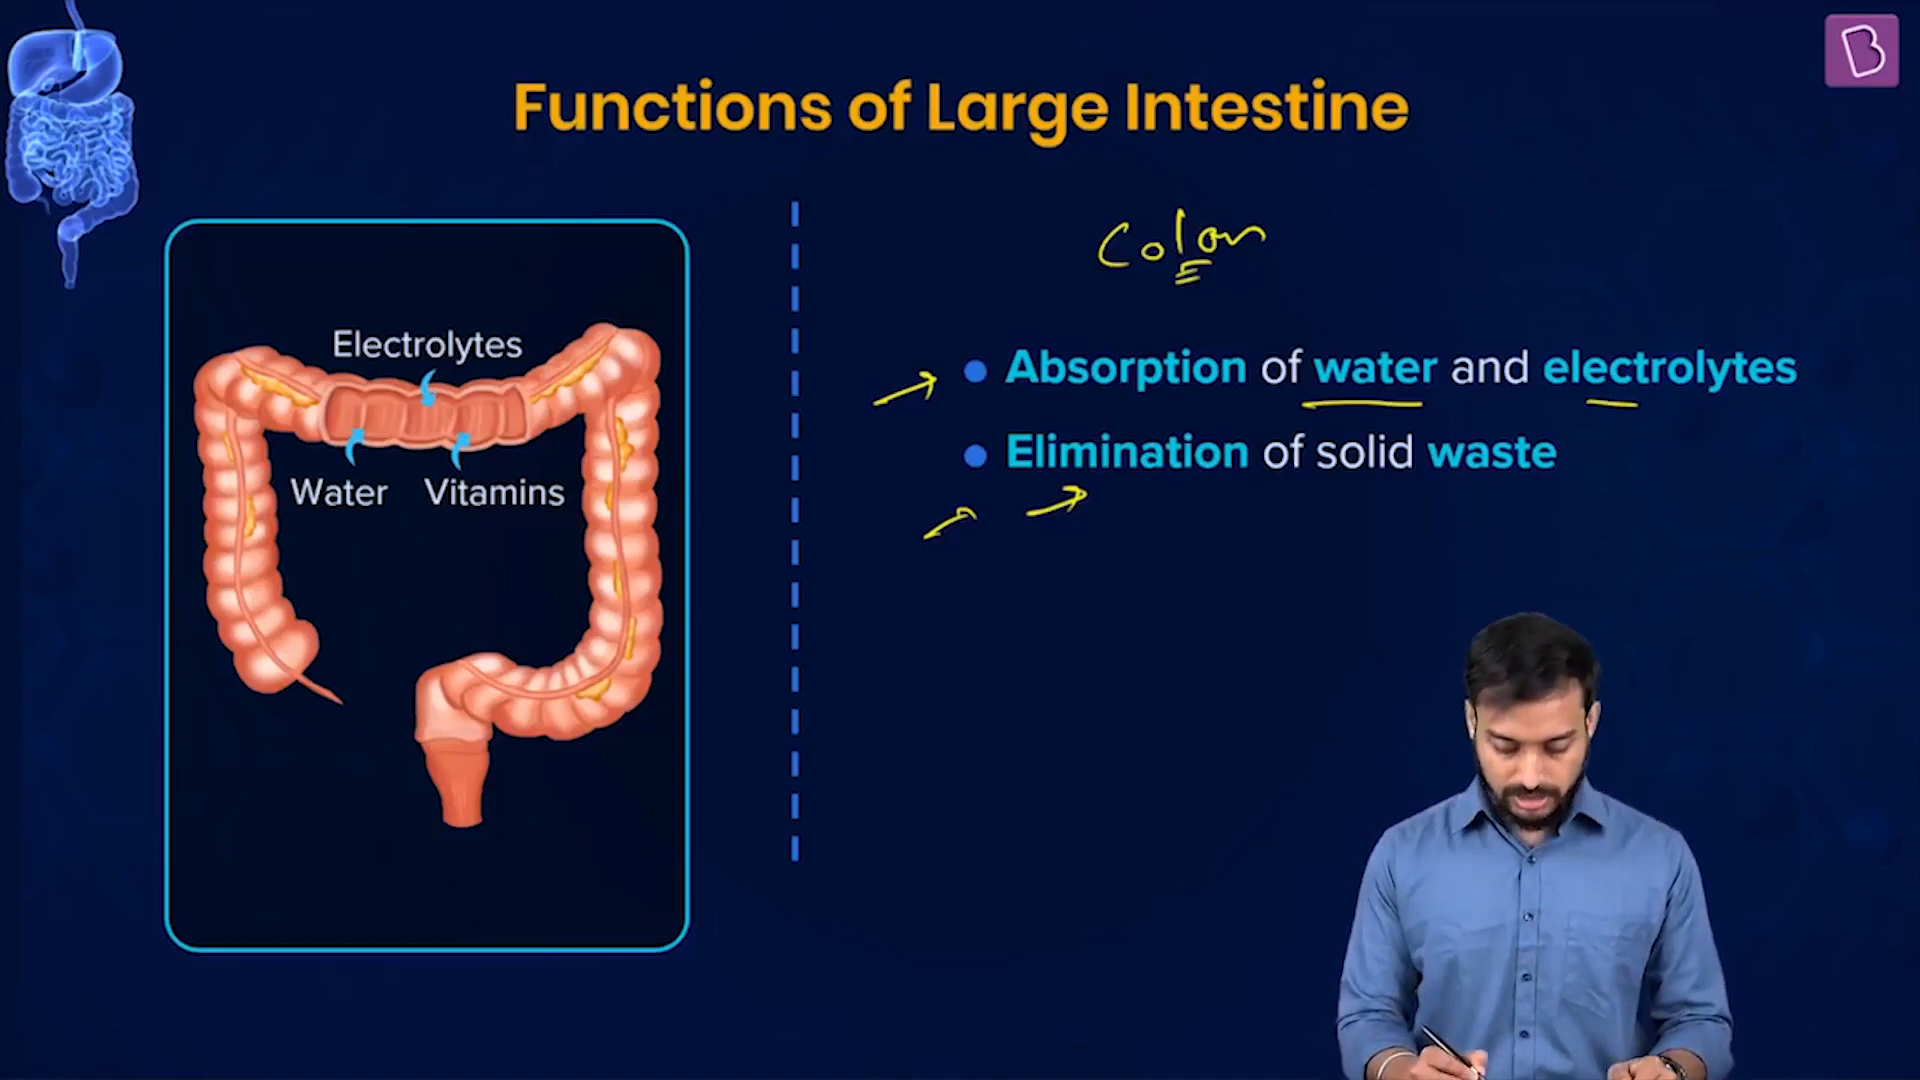 Functions of Large Intestine
Colon
Electrolytes
Water
Vitamins
Absorption of water and electrolytes
Elimination of solid waste
B